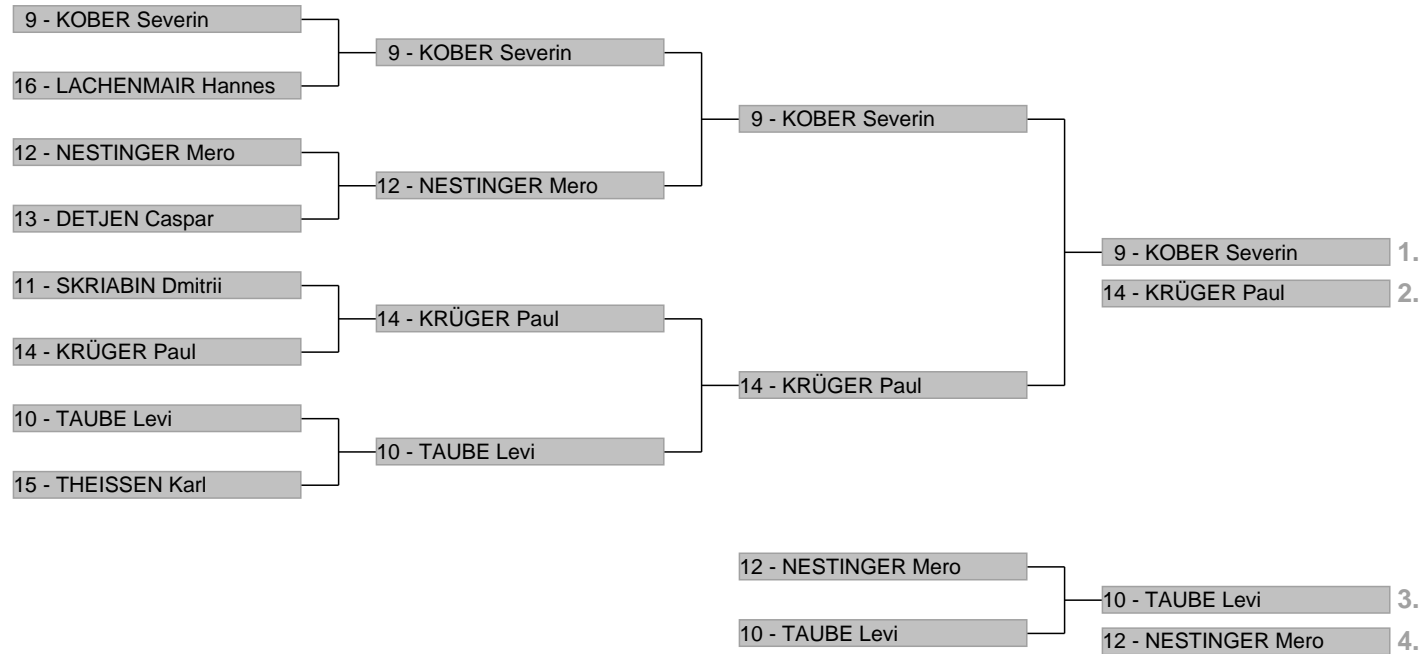 9 - KOBER Severin
16 - LACHENMAIR Hannes
12 - NESTINGER Mero
13 - DETJEN Caspar
11 - SKRIABIN Dmitrii
14 - KRÜGER Paul
10 - TAUBE Levi
15 - THEISSEN Karl
9 - KOBER Severin
12 - NESTINGER Mero
14 - KRÜGER Paul
10 - TAUBE Levi
9 - KOBER Severin
14 - KRÜGER Paul
9 - KOBER Severin 1.
14 - KRÜGER Paul 2.
12 - NESTINGER Mero
10 - TAUBE Levi
10 - TAUBE Levi 3.
12 - NESTINGER Mero 4.